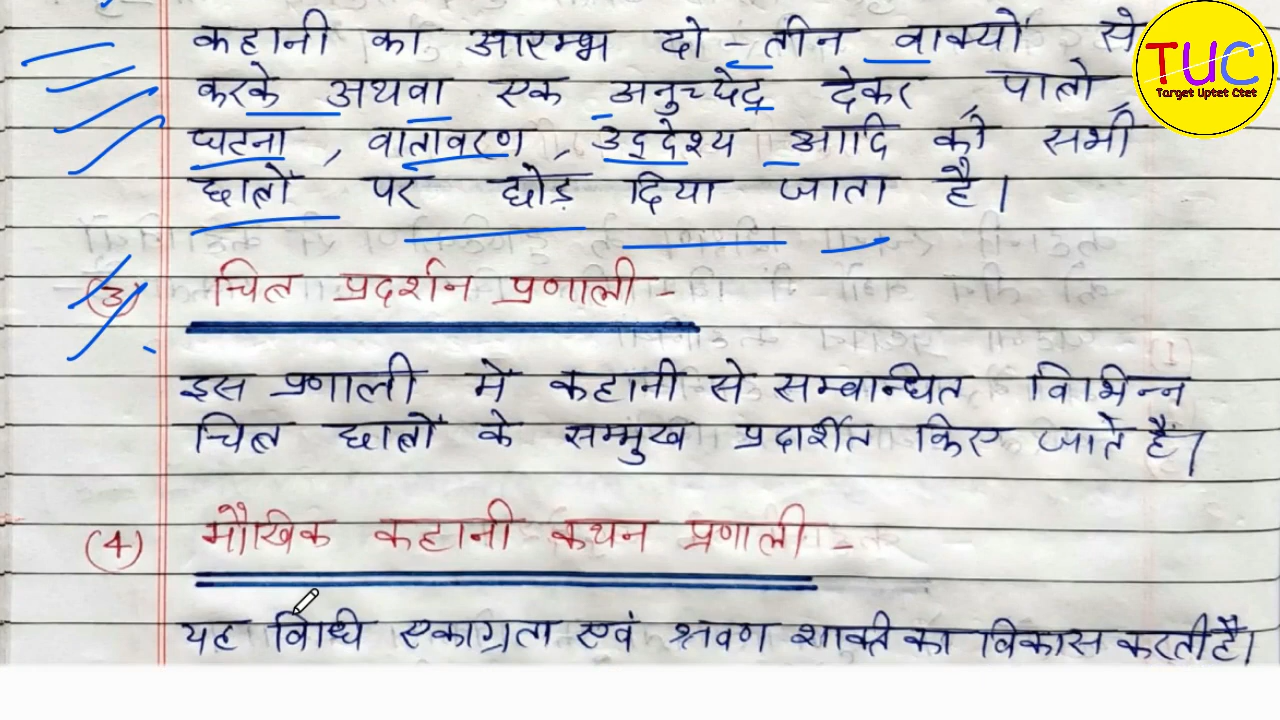 कहानी का आरम्भ दो - तीन वाक्यों से
करके अथवा एक अनुच्छेद देकर पात्रों,
घटना, वातावरण, उद्देश्य आदि को सभी
छात्रों पर छोड़ दिया जाता है।
(3) चित्र प्रदर्शन प्रणाली -
इस प्रणाली में कहानी से सम्बन्धित विभिन्न
चित्र छात्रों के सम्मुख प्रदर्शित किए जाते है।
(4) मौखिक कहानी कथन प्रणाली -
यह विधि एकाग्रता एवं श्रवण शक्ति का विकास करती है।
TUC
Target Uptet Ctet